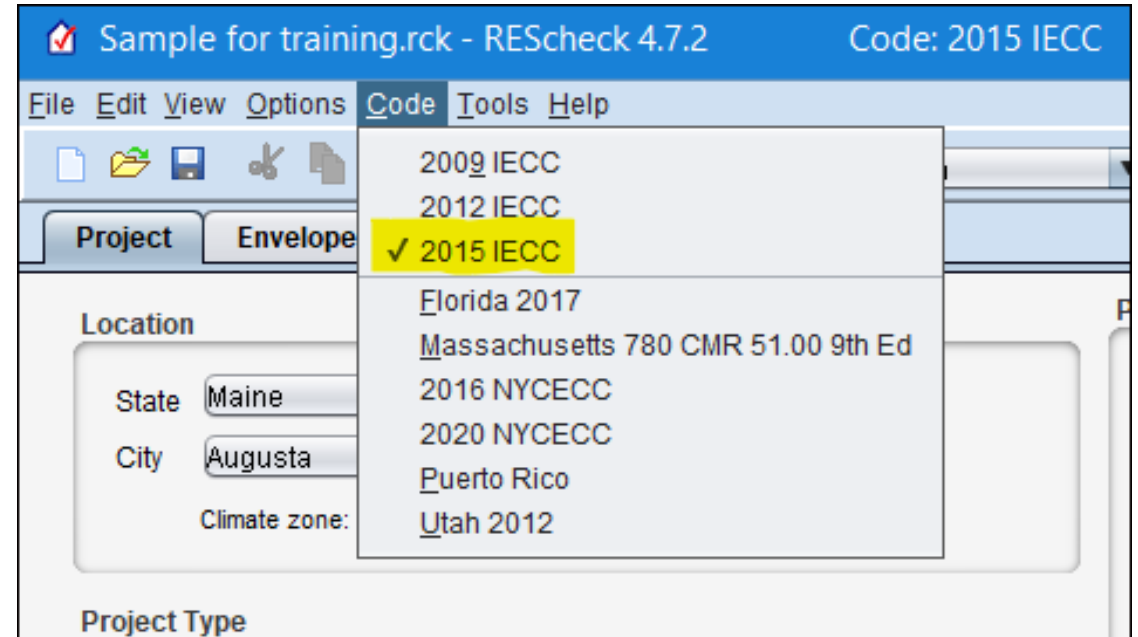 Sample for training.rck - REScheck 4.7.2 Code: 2015 IECC
File Edit View Options Code Tools Help
2009 IECC
2012 IECC
Project Envelope
✓ 2015 IECC
Florida 2017
Location
Massachusetts 780 CMR 51.00 9th Ed
State Maine
2016 NYCECC
2020 NYCECC
City Augusta
Puerto Rico
Climate zone:
Utah 2012
Project Type